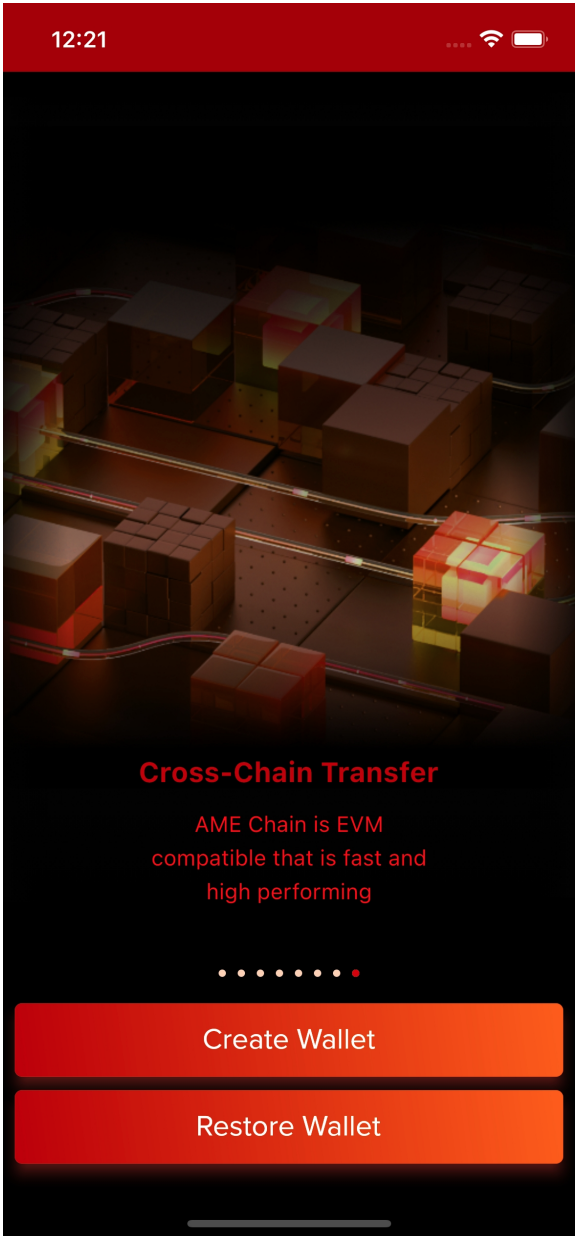 12:21
Cross-Chain Transfer
AME Chain is EVM
compatible that is fast and
high performing
Create Wallet
Restore Wallet